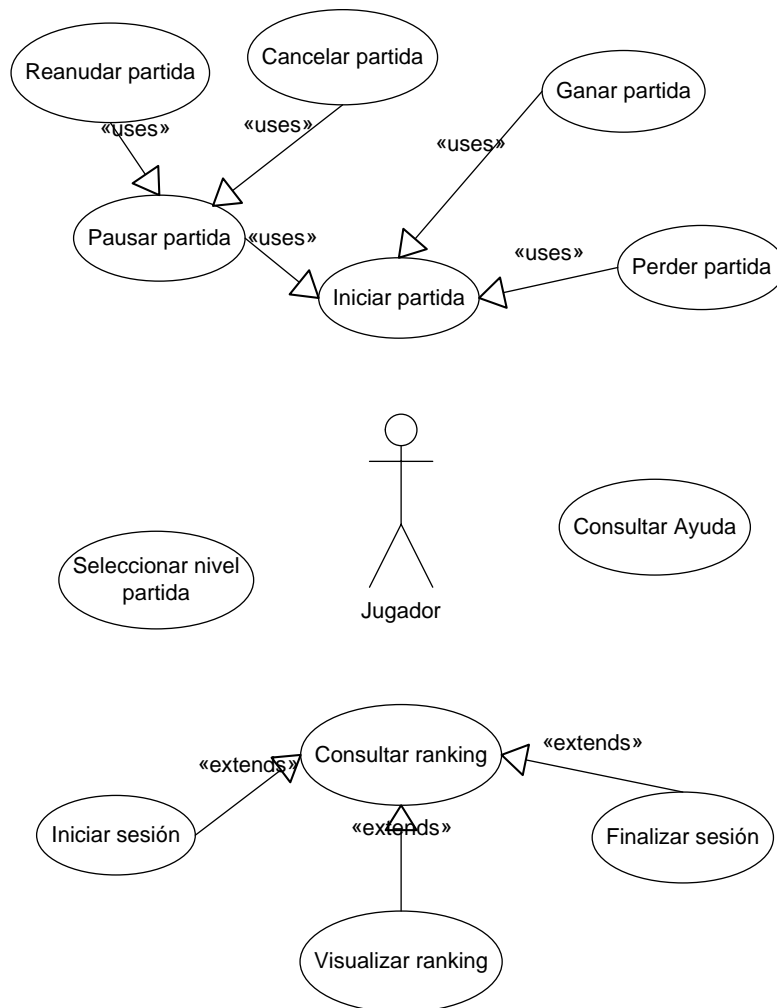 Cancelar partida
Reanudar partida
Ganar partida
«uses»
«uses»
«uses»
Pausar partida
«uses»
«uses»
Perder partida
Iniciar partida
Consultar Ayuda
Seleccionar nivel
partida
Jugador
«extends»
Consultar ranking
«extends»
«extends»
Iniciar sesión
Finalizar sesión
Visualizar ranking